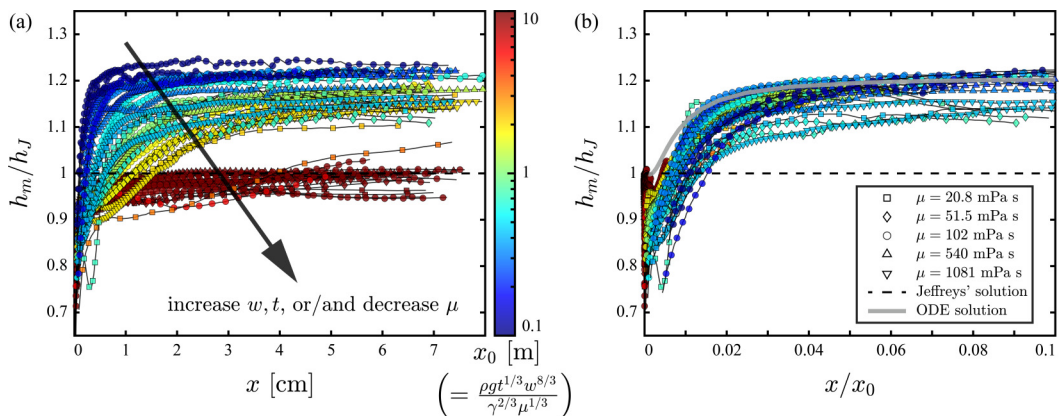 (a)
1.3
1.2
1.1
1
0.9
0.8
0.7
h_m/h_J
0 1 2 3 4 5 6 7
x [cm]
increase w, t, or/and decrease μ
10
1
0.1
x_0 [m]
(= ρgt^{1/3}w^{8/3} / γ^{2/3}μ^{1/3})
(b)
1.3
1.2
1.1
1
0.9
0.8
0.7
h_m/h_J
0 0.02 0.04 0.06 0.08 0.1
x/x_0
μ = 20.8 mPa s
μ = 51.5 mPa s
μ = 102 mPa s
μ = 540 mPa s
μ = 1081 mPa s
Jeffreys' solution
ODE solution